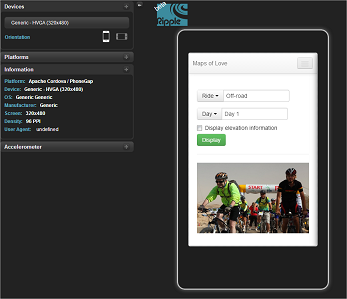 Devices
Generic - HVGA (320x480)
Orientation
Platforms
Information
Platform: Apache Cordova / PhoneGap
Device: Generic - HVGA (320x480)
OS: Generic Generic
Manufacturer: Generic
Screen: 320x480
Density: 96 PPI
User Agent: undefined
Accelerometer
beta
Ripple
Maps of Love
Ride Off-road
Day Day 1
Display elevation information
Display
START